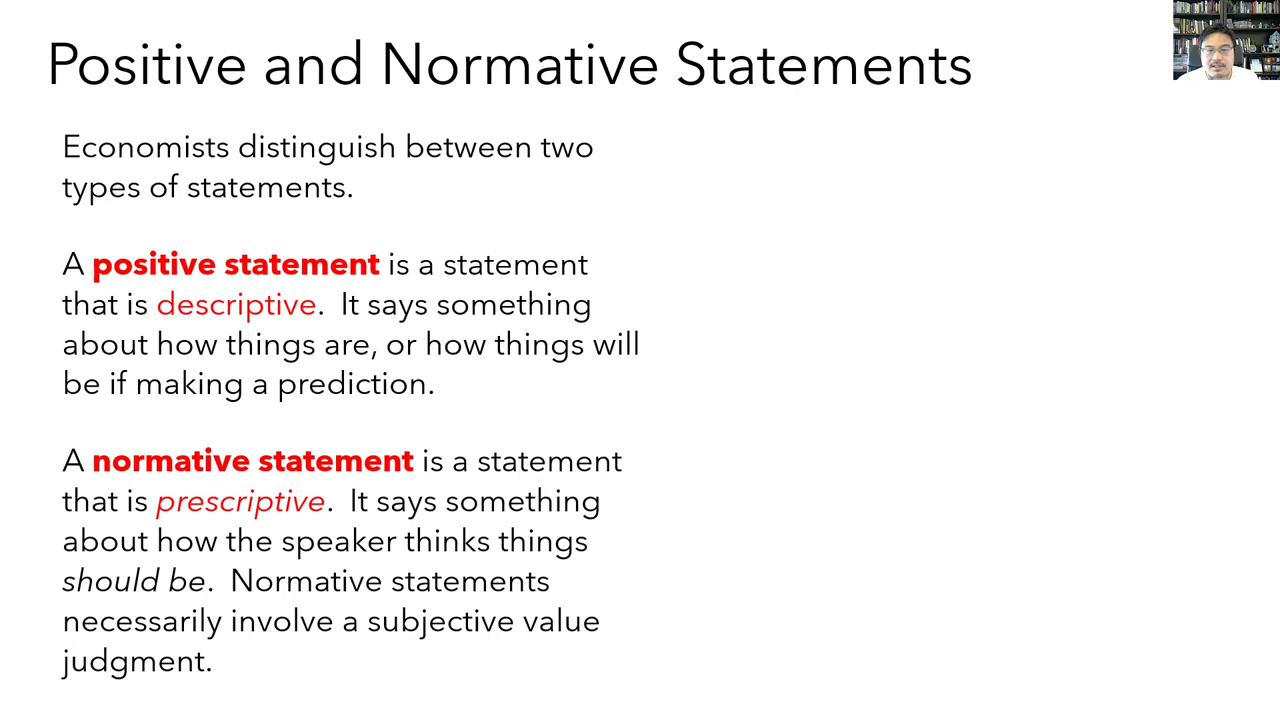 Positive and Normative Statements
Economists distinguish between two
types of statements.
A positive statement is a statement
that is descriptive.  It says something
about how things are, or how things will
be if making a prediction.
A normative statement is a statement
that is prescriptive.  It says something
about how the speaker thinks things
should be.  Normative statements
necessarily involve a subjective value
judgment.